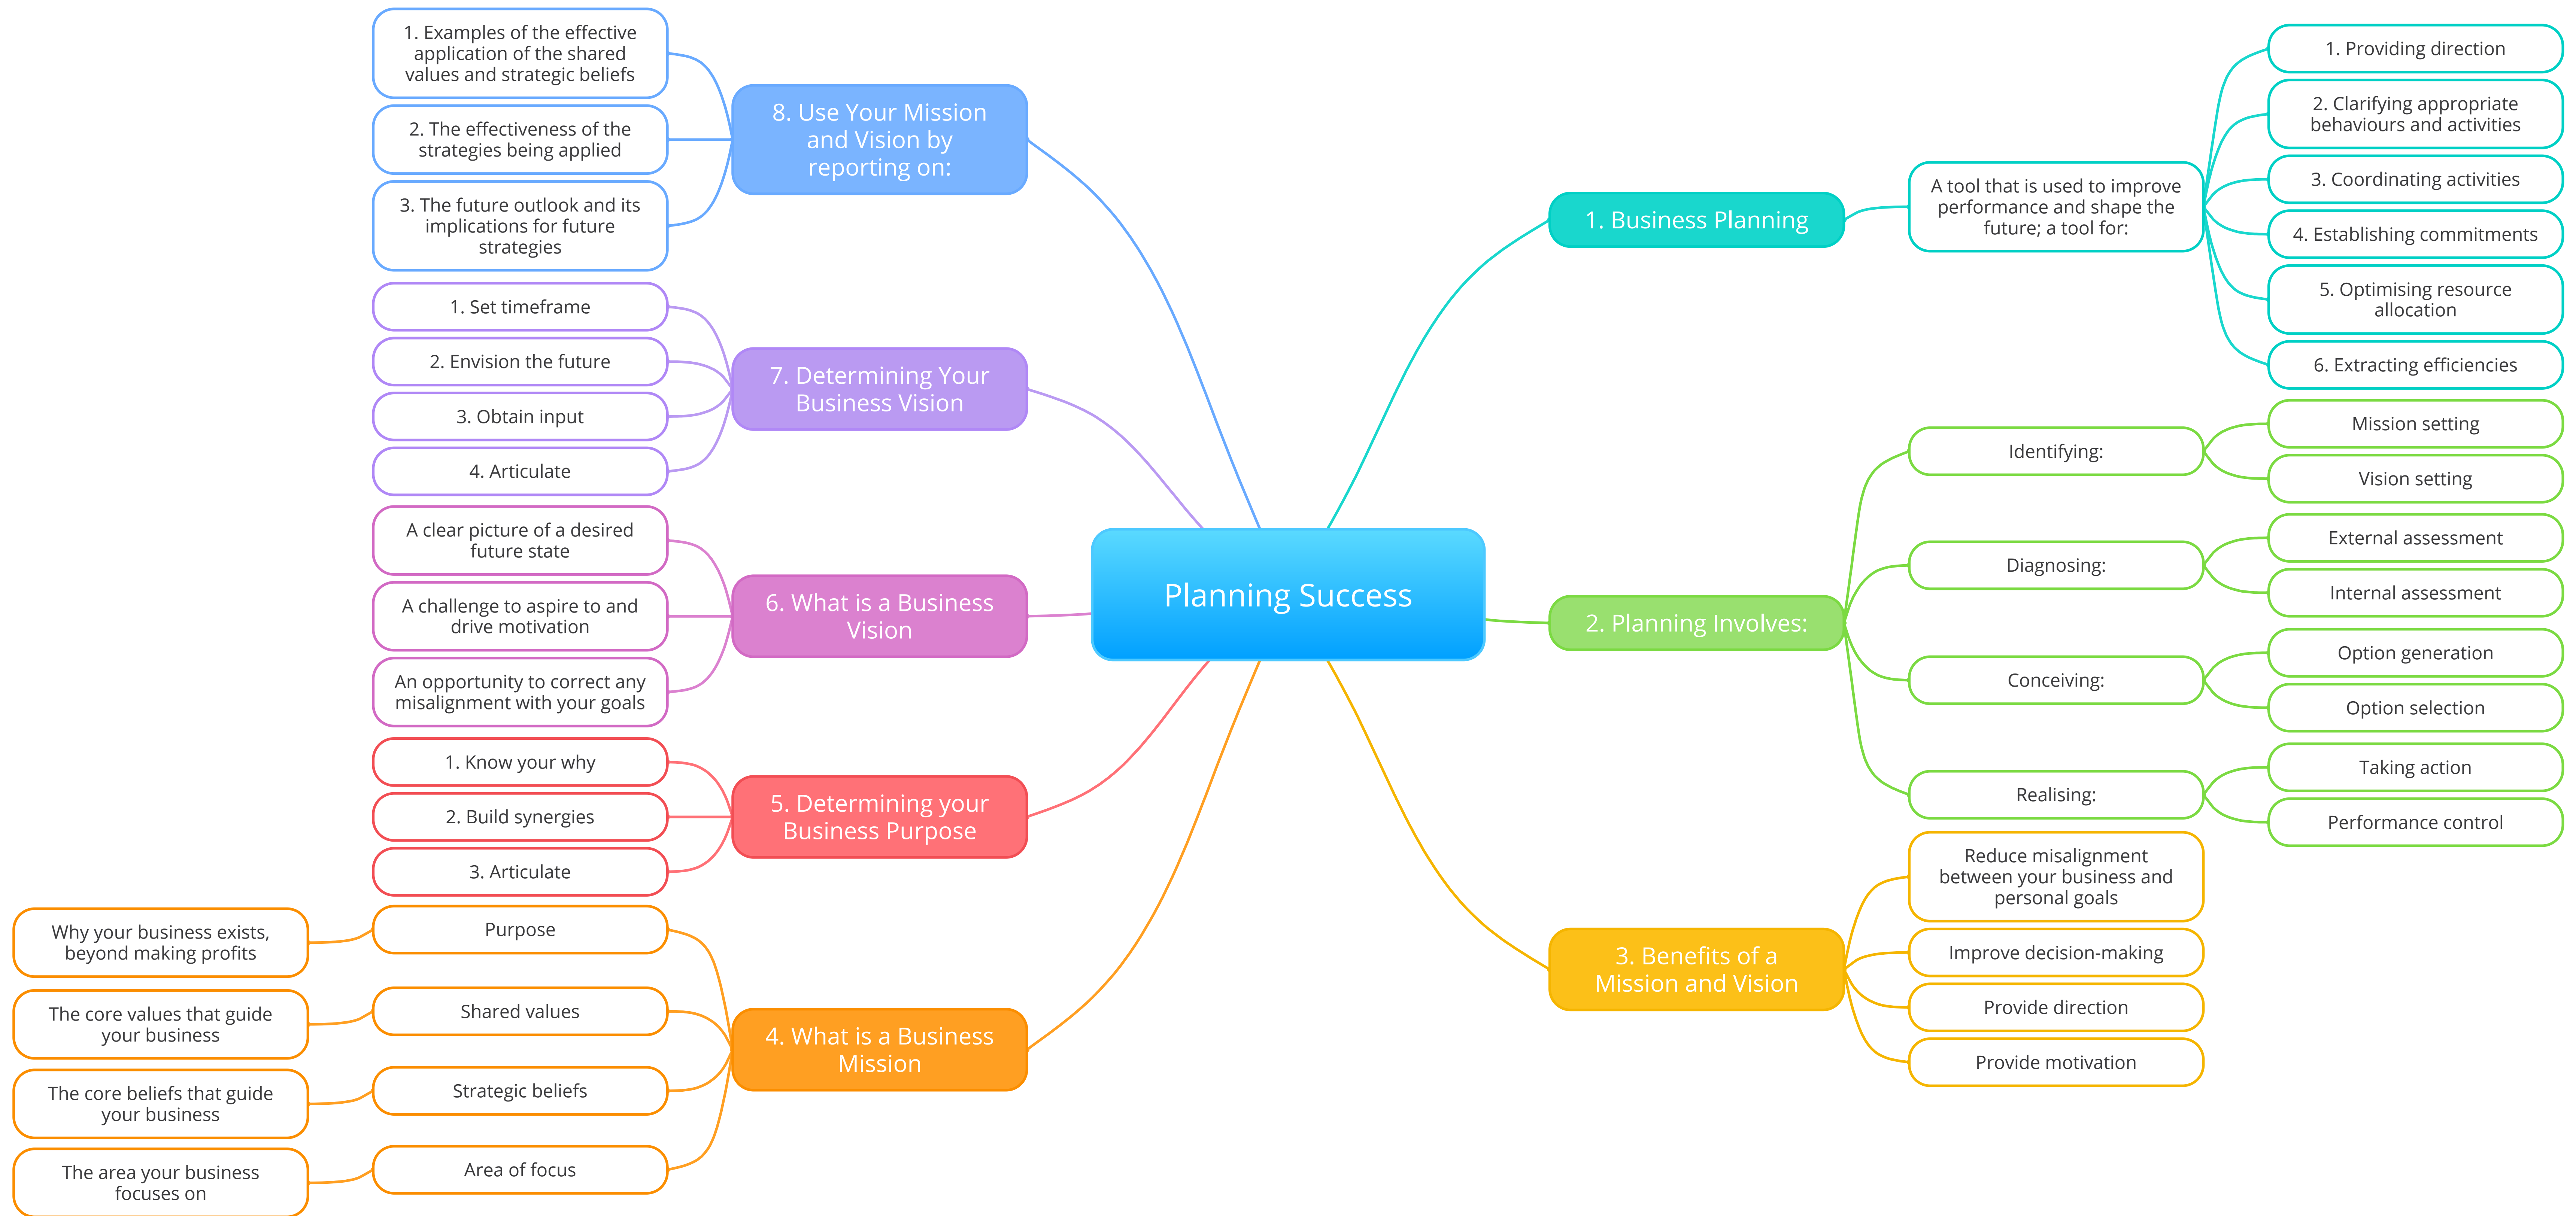 Planning Success
1. Business Planning
A tool that is used to improve
performance and shape the
future; a tool for:
1. Providing direction
2. Clarifying appropriate
behaviours and activities
3. Coordinating activities
4. Establishing commitments
5. Optimising resource
allocation
6. Extracting efficiencies
2. Planning Involves:
Identifying:
Mission setting
Vision setting
Diagnosing:
External assessment
Internal assessment
Conceiving:
Option generation
Option selection
Realising:
Taking action
Performance control
3. Benefits of a
Mission and Vision
Reduce misalignment
between your business and
personal goals
Improve decision-making
Provide direction
Provide motivation
4. What is a Business
Mission
Purpose
Why your business exists,
beyond making profits
Shared values
The core values that guide
your business
Strategic beliefs
The core beliefs that guide
your business
Area of focus
The area your business
focuses on
5. Determining your
Business Purpose
1. Know your why
2. Build synergies
3. Articulate
6. What is a Business
Vision
A clear picture of a desired
future state
A challenge to aspire to and
drive motivation
An opportunity to correct any
misalignment with your goals
7. Determining Your
Business Vision
1. Set timeframe
2. Envision the future
3. Obtain input
4. Articulate
8. Use Your Mission
and Vision by
reporting on:
1. Examples of the effective
application of the shared
values and strategic beliefs
2. The effectiveness of the
strategies being applied
3. The future outlook and its
implications for future
strategies